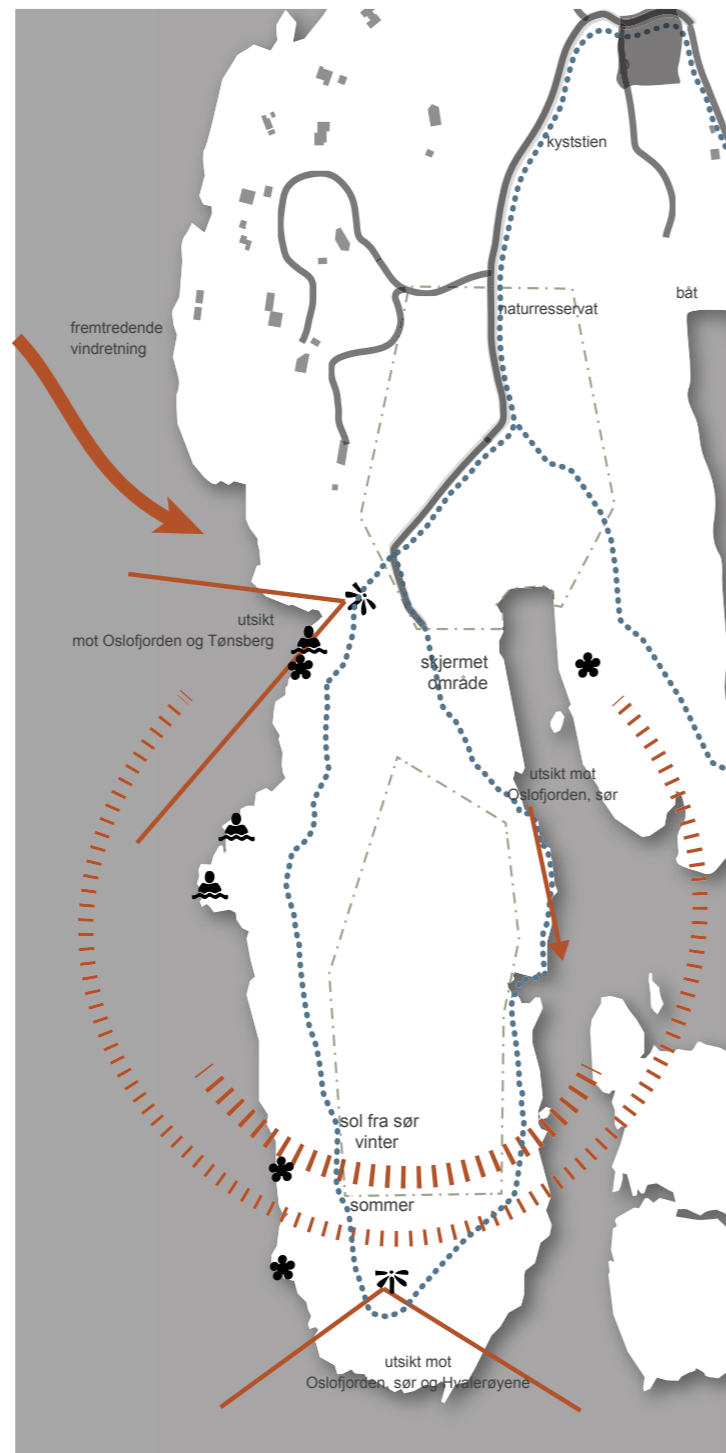 kyststien
båt
naturresservat
fremtredende
vindretning
utsikt
mot Oslofjorden og Tønsberg
skjermet
område
utsikt mot
Oslofjorden, sør
sol fra sør
vinter
sommer
utsikt mot
Oslofjorden, sør og Hvalerøyene